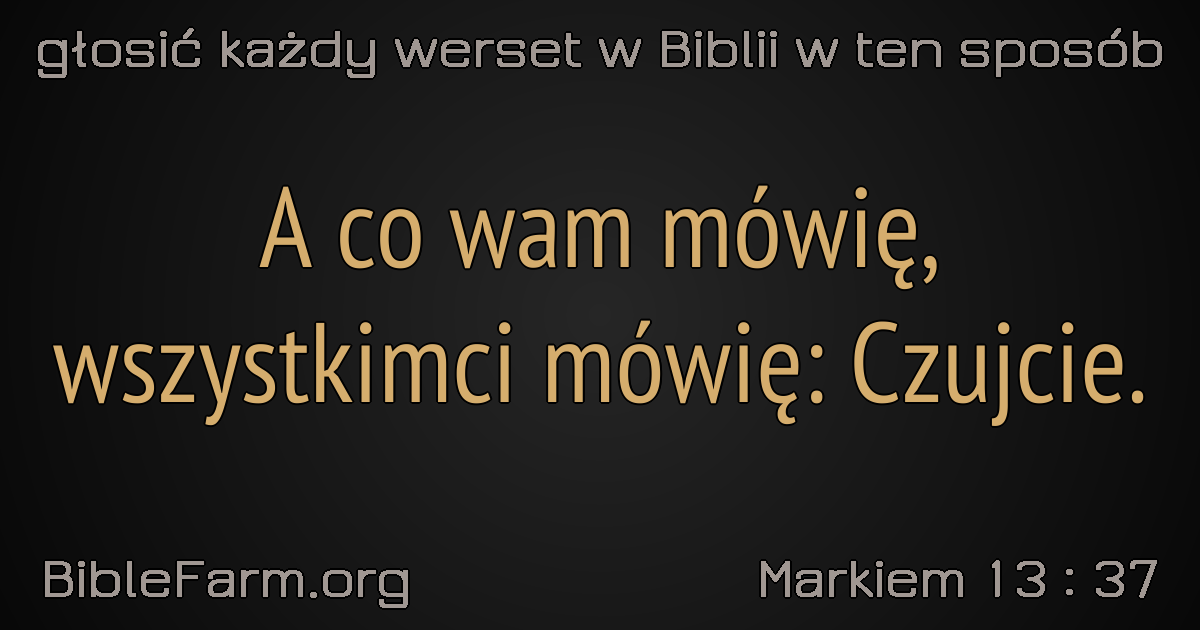 głosić każdy werset w Biblii w ten sposób
A co wam mówię,
wszystkimci mówię: Czujcie.
BibleFarm.org
Markiem 13 : 37